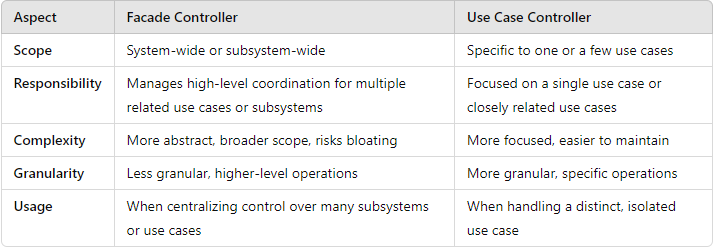 Aspect Facade Controller Use Case Controller
Scope System-wide or subsystem-wide Specific to one or a few use cases
Responsibility Manages high-level coordination for multiple Focused on a single use case or
related use cases or subsystems closely related use cases
Complexity More abstract, broader scope, risks bloating More focused, easier to maintain
Granularity Less granular, higher-level operations More granular, specific operations
Usage When centralizing control over many subsystems When handling a distinct, isolated
or use cases use case